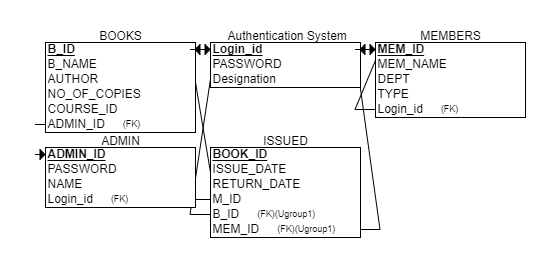 BOOKS
B_ID
B_NAME
AUTHOR
NO_OF_COPIES
COURSE_ID
ADMIN_ID (FK)
Authentication System
Login_id
PASSWORD
Designation
MEMBERS
MEM_ID
MEM_NAME
DEPT
TYPE
Login_id (FK)
ADMIN
ADMIN_ID
PASSWORD
NAME
Login_id (FK)
ISSUED
BOOK_ID
ISSUE_DATE
RETURN_DATE
M_ID
B_ID (FK)(Ugroup1)
MEM_ID (FK)(Ugroup1)